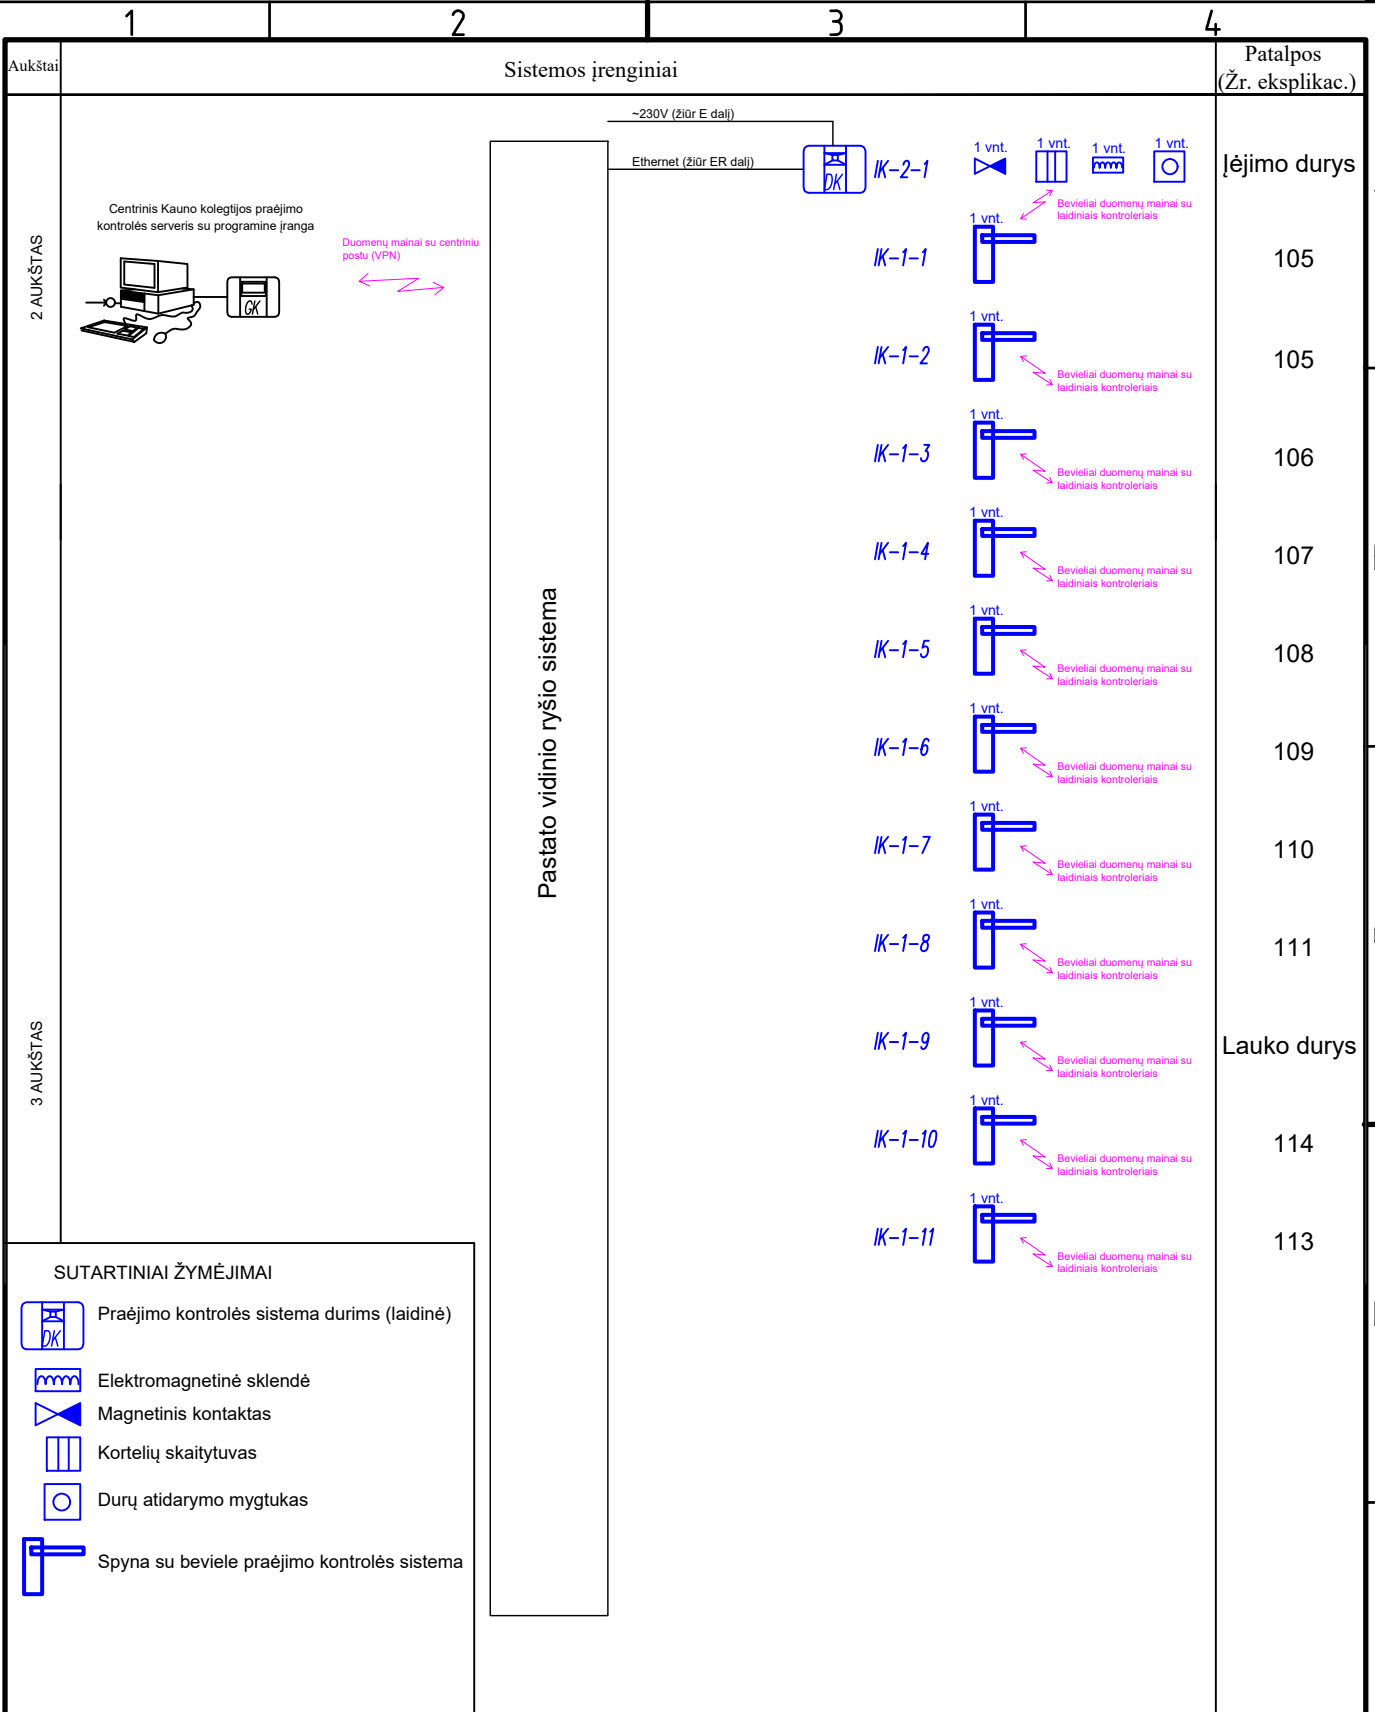 1 2 3 4
Aukštai
Sistemos įrenginiai
Patalpos
(Žr. eksplikac.)
~230V (žiūr E dalį)
Ethernet (žiūr ER dalį)
DK
IK-2-1
1 vnt.
1 vnt.
1 vnt.
1 vnt.
Įėjimo durys
Bevieliai duomenų mainai su
laidiniais kontroleriais
2 AUKŠTAS
Centrinis Kauno kolegtijos praėjimo
kontrolės serveris su programine įranga
GK
Duomenų mainai su centriniu
postu (VPN)
Pastato vidinio ryšio sistema
IK-1-1
1 vnt.
105
IK-1-2
1 vnt.
Bevieliai duomenų mainai su
laidiniais kontroleriais
105
IK-1-3
1 vnt.
Bevieliai duomenų mainai su
laidiniais kontroleriais
106
IK-1-4
1 vnt.
Bevieliai duomenų mainai su
laidiniais kontroleriais
107
IK-1-5
1 vnt.
Bevieliai duomenų mainai su
laidiniais kontroleriais
108
IK-1-6
1 vnt.
Bevieliai duomenų mainai su
laidiniais kontroleriais
109
IK-1-7
1 vnt.
Bevieliai duomenų mainai su
laidiniais kontroleriais
110
IK-1-8
1 vnt.
Bevieliai duomenų mainai su
laidiniais kontroleriais
111
3 AUKŠTAS
IK-1-9
1 vnt.
Bevieliai duomenų mainai su
laidiniais kontroleriais
Lauko durys
IK-1-10
1 vnt.
Bevieliai duomenų mainai su
laidiniais kontroleriais
114
IK-1-11
1 vnt.
Bevieliai duomenų mainai su
laidiniais kontroleriais
113
SUTARTINIAI ŽYMĖJIMAI
DK
Praėjimo kontrolės sistema durims (laidinė)
Elektromagnetinė sklendė
Magnetinis kontaktas
Kortelių skaitytuvas
Durų atidarymo mygtukas
Spyna su beviele praėjimo kontrolės sistema